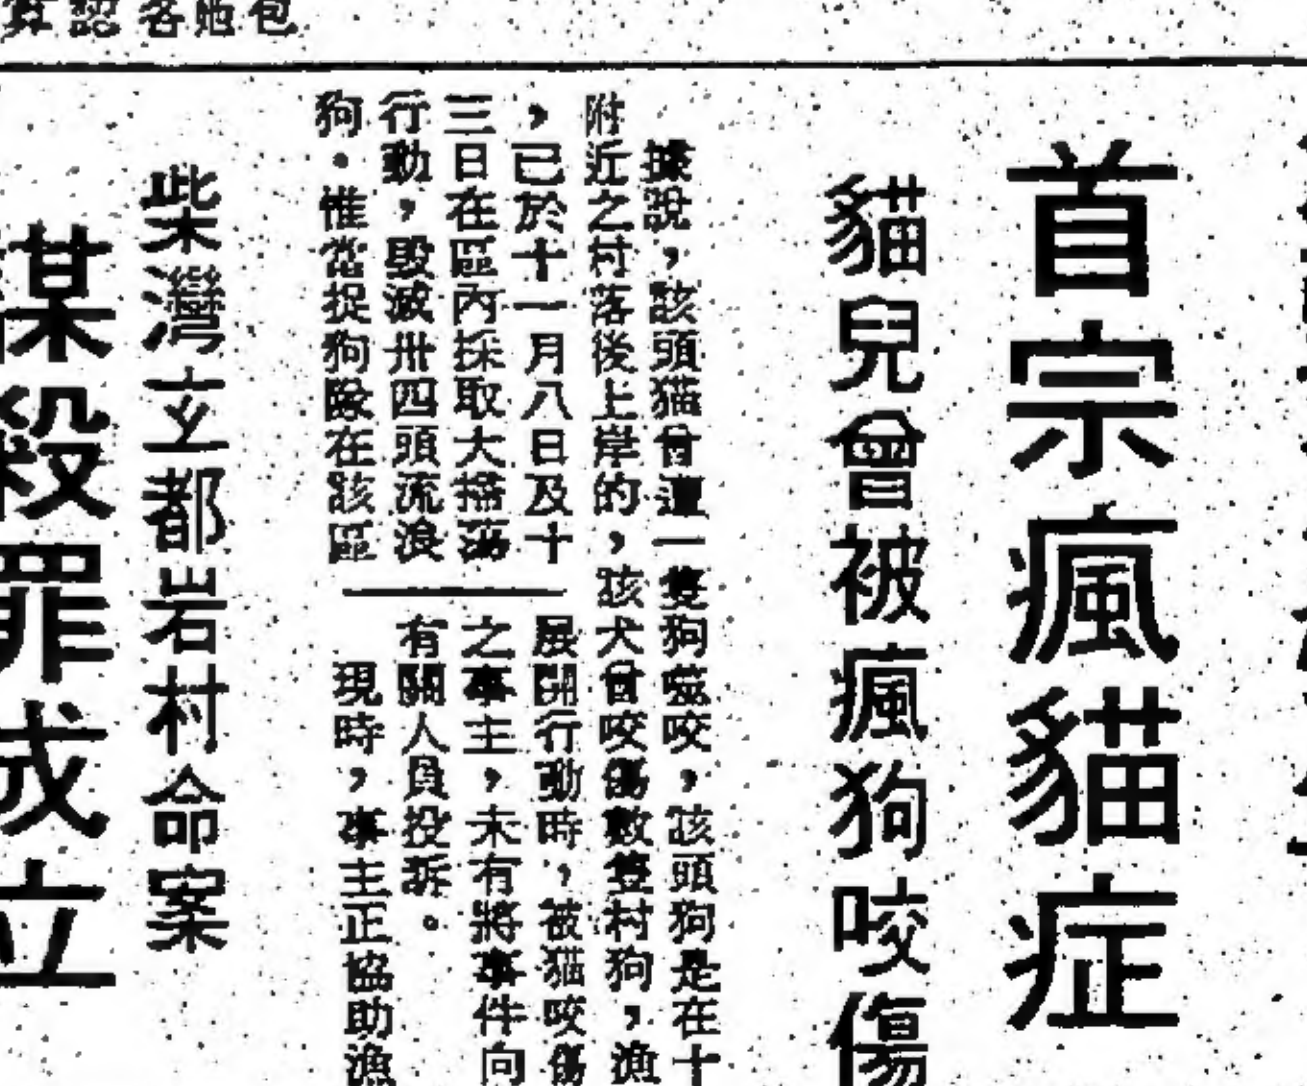 首宗瘋貓症
貓兒曾被瘋狗咬傷
據說，該頭猫曾遭一隻狗噬咬，該頭狗是在十
附近之村落後上岸的，該犬曾咬傷數隻村狗，漁
，已於十一月八日及十
三日在區內採取大掃蕩
行動，毀滅卅四頭流浪
狗。惟當捉狗隊在該區
展開行動時，被猫咬傷
之事主，未有將事件向
有關人員投訴。
現時，事主正協助漁
柴灣玄都岩村命案
謀殺罪成立